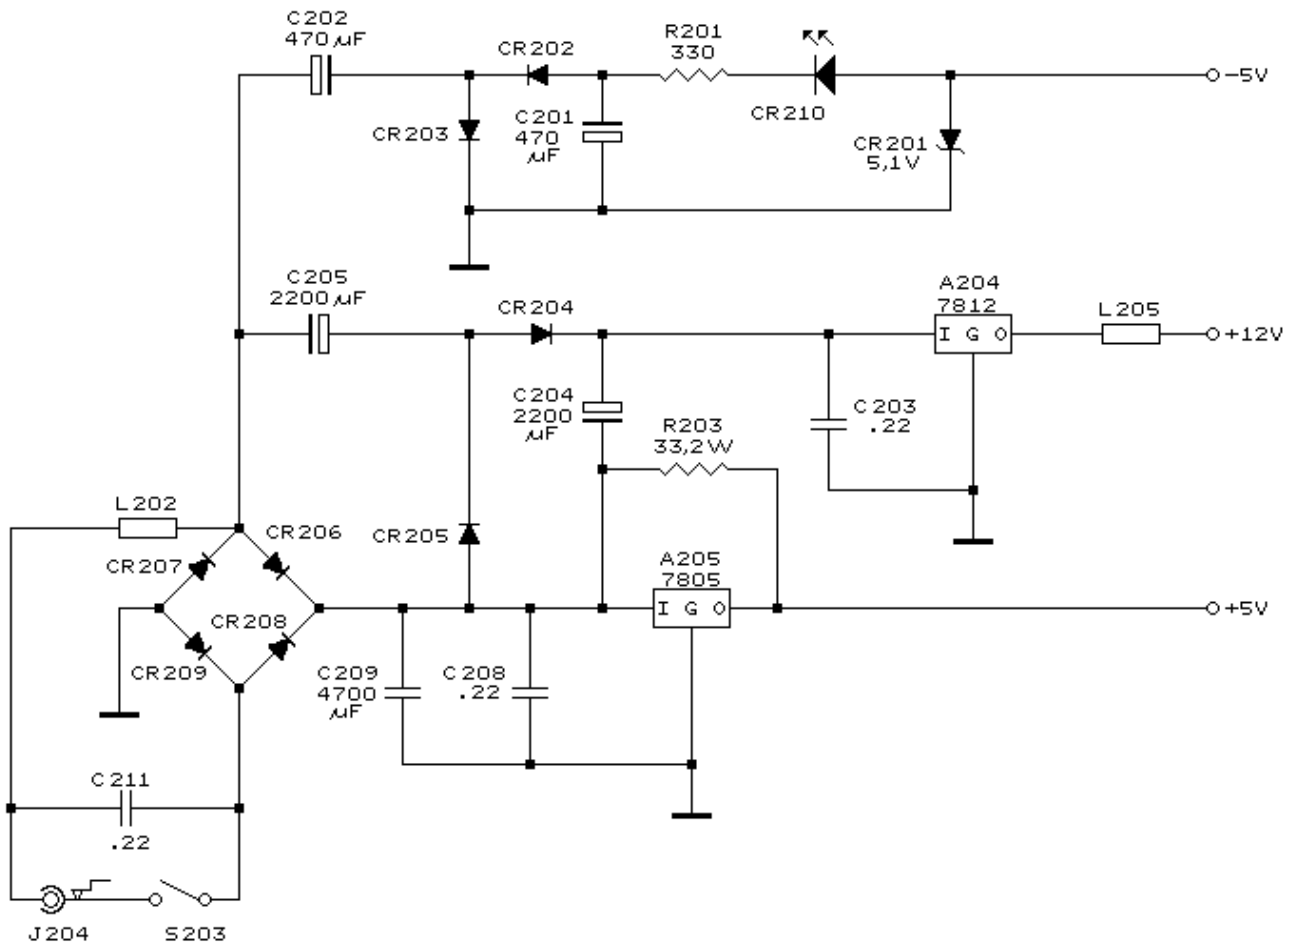 C202
470µF
CR202
R201
330
-5V
CR210
CR203
C201
470
µF
CR201
5,1V
C205
2200µF
CR204
A204
7812
I G O
L205
+12V
C204
2200
µF
C203
.22
R203
33,2W
L202
CR206
CR205
CR207
A205
7805
I G O
+5V
CR208
CR209
C209
4700
µF
C208
.22
C211
.22
J204
S203